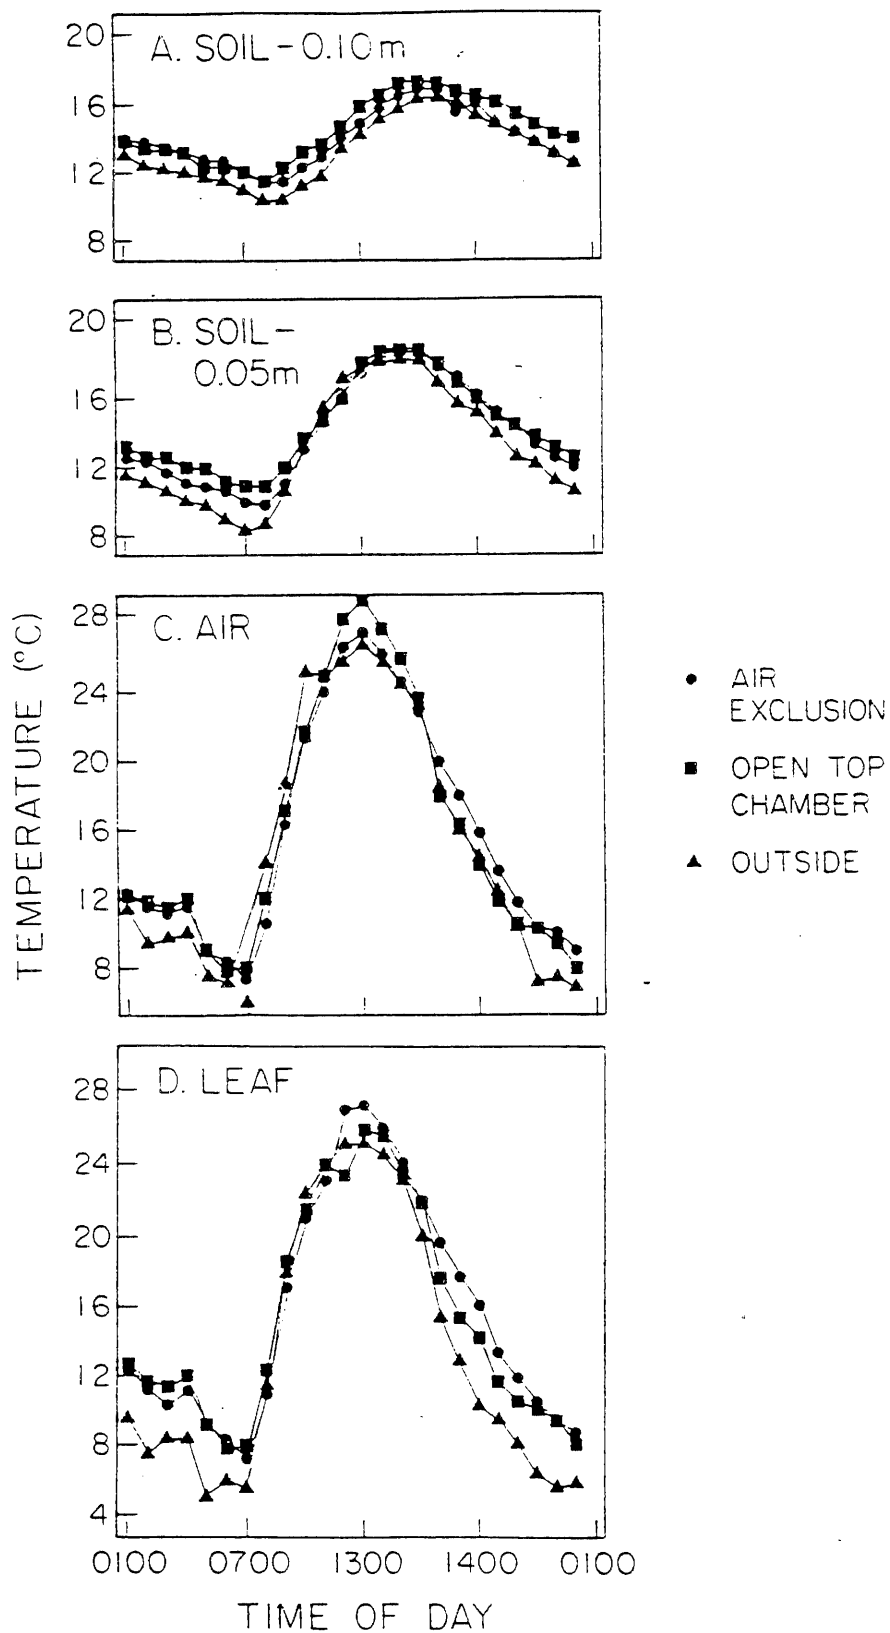 20
A. SOIL - 0.10m
16
12
8
20
B. SOIL -
0.05m
16
12
8
TEMPERATURE (°C)
28
C. AIR
24
20
16
12
8
AIR
EXCLUSION
OPEN TOP
CHAMBER
OUTSIDE
28
D. LEAF
24
20
16
12
8
4
0100 0700 1300 1400 0100
TIME OF DAY